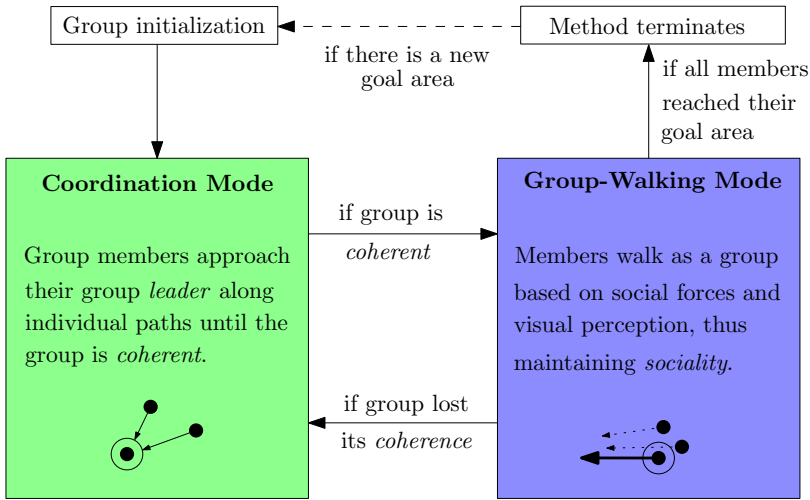 Group initialization
Method terminates
if there is a new
goal area
if all members
reached their
goal area
Coordination Mode
Group members approach
their group leader along
individual paths until the
group is coherent.
if group is
coherent
Group-Walking Mode
Members walk as a group
based on social forces and
visual perception, thus
maintaining sociality.
if group lost
its coherence